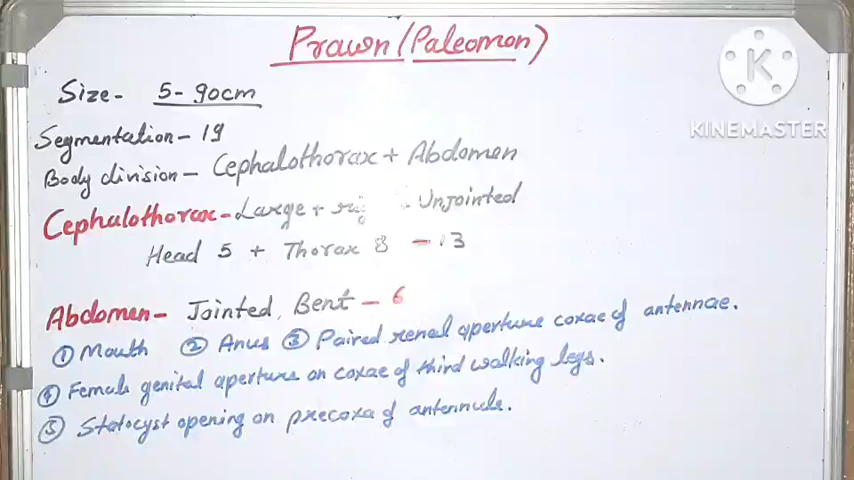 Prawn (Paleomon)
K
KINEMASTER
Size- 5-90cm
Segmentation - 19
Body division - Cephalothorax + Abdomen
Cephalothorax - Large + Unjointed
Head 5 + Thorax 8 - 13
Abdomen - Jointed, Bent - 6
① Mouth ② Anus ③ Paired renal aperture coxae of antennae.
④ Female genital aperture on coxae of third walking legs.
⑤ Statocyst opening on precoxa of antennule.